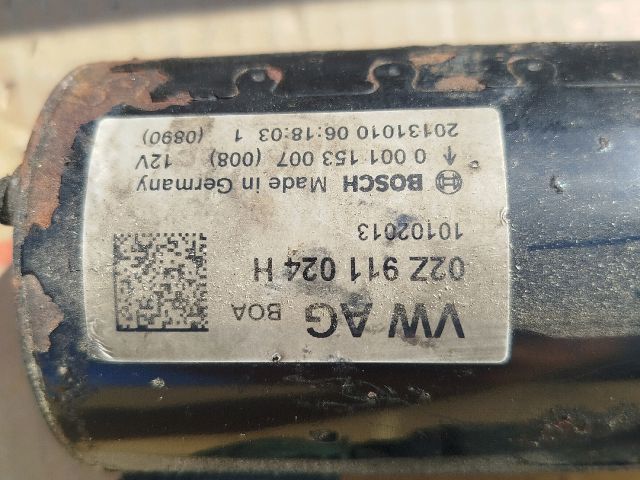 VW AG BOA
02Z 911 024 H
10102013
BOSCH Made in Germany
↑ 0 001 153 007 (008) 12V
20131010 06:18:03 1 (0890)